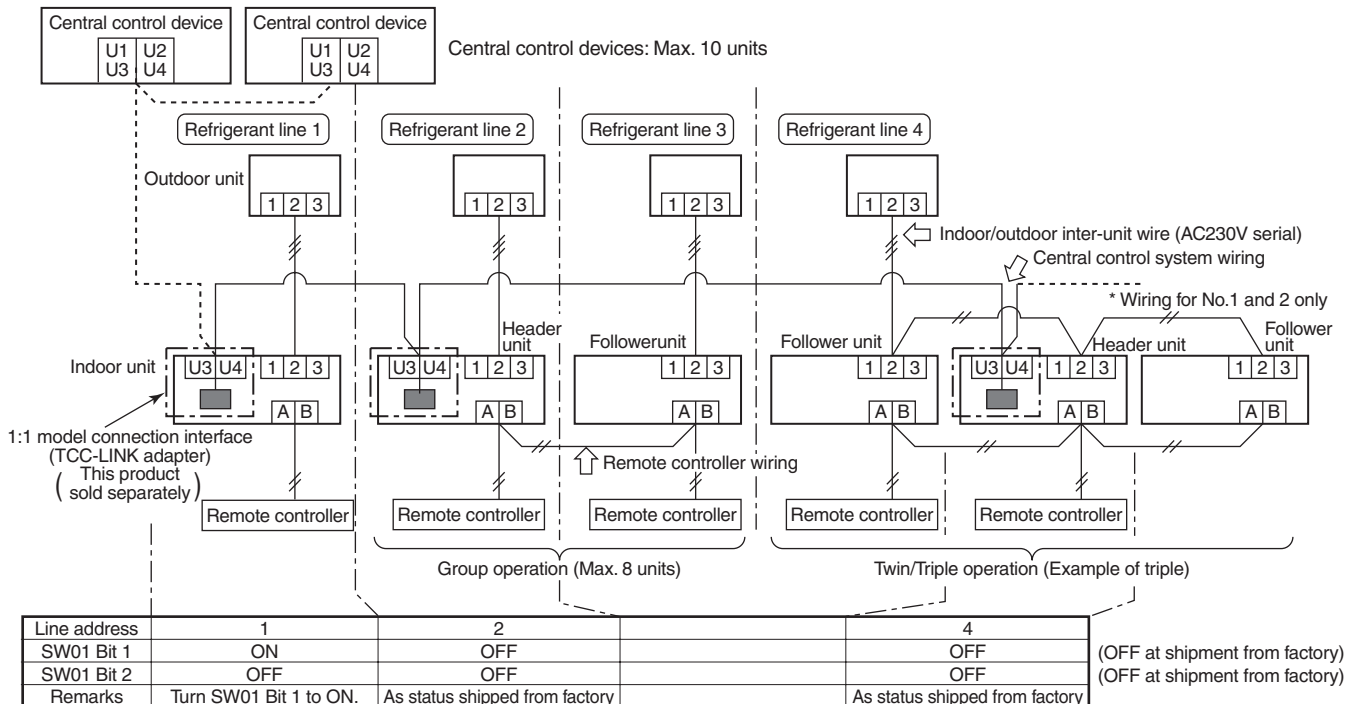 Central control device Central control device
U1 U2 U1 U2
U3 U4 U3 U4
Central control devices: Max. 10 units
Refrigerant line 1 Refrigerant line 2 Refrigerant line 3 Refrigerant line 4
Outdoor unit
1 2 3 1 2 3 1 2 3 1 2 3
Indoor/outdoor inter-unit wire (AC230V serial)
Central control system wiring
* Wiring for No.1 and 2 only
Header
unit
Followerunit
Follower unit
Header unit
Follower
unit
Indoor unit
U3 U4 1 2 3 U3 U4 1 2 3 1 2 3 1 2 3 U3 U4 1 2 3 1 2 3
A B A B A B A B A B A B
1:1 model connection interface
(TCC-LINK adapter)
( This product
sold separately )
Remote controller wiring
Remote controller Remote controller Remote controller Remote controller Remote controller
Group operation (Max. 8 units)
Twin/Triple operation (Example of triple)
Line address 1 2 4
SW01 Bit 1 ON OFF OFF (OFF at shipment from factory)
SW01 Bit 2 OFF OFF OFF (OFF at shipment from factory)
Remarks Turn SW01 Bit 1 to ON. As status shipped from factory As status shipped from factory